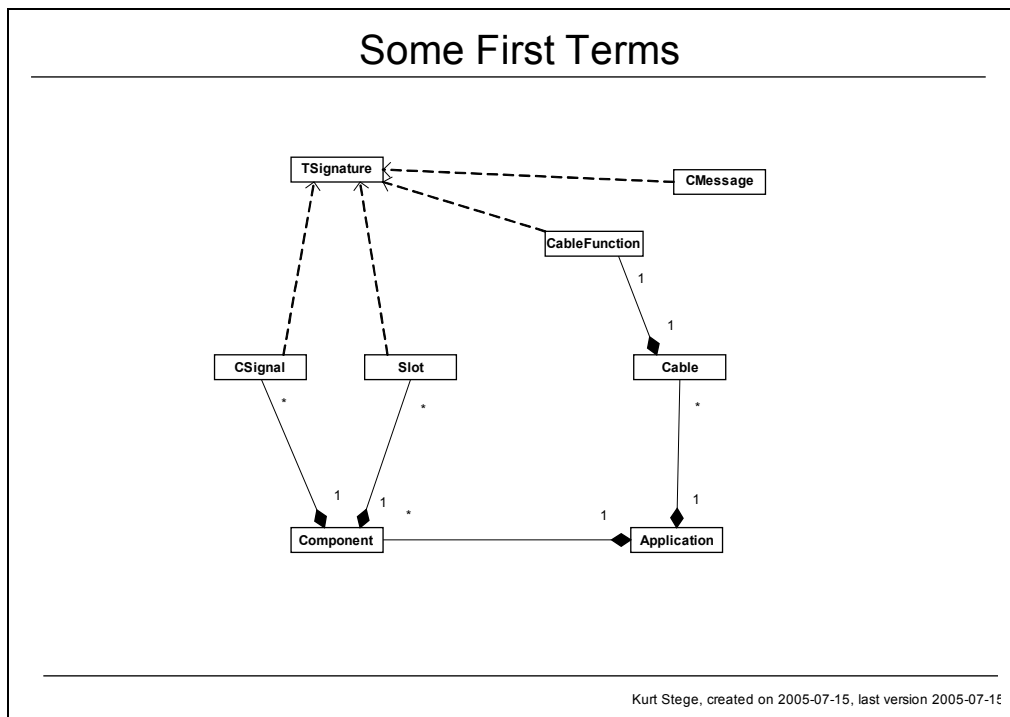 Some First Terms
TSignature
CMessage
CableFunction
1
1
CSignal
Slot
Cable
*
*
*
1
1
*
1
1
Component
Application
Kurt Stege, created on 2005-07-15, last version 2005-07-15